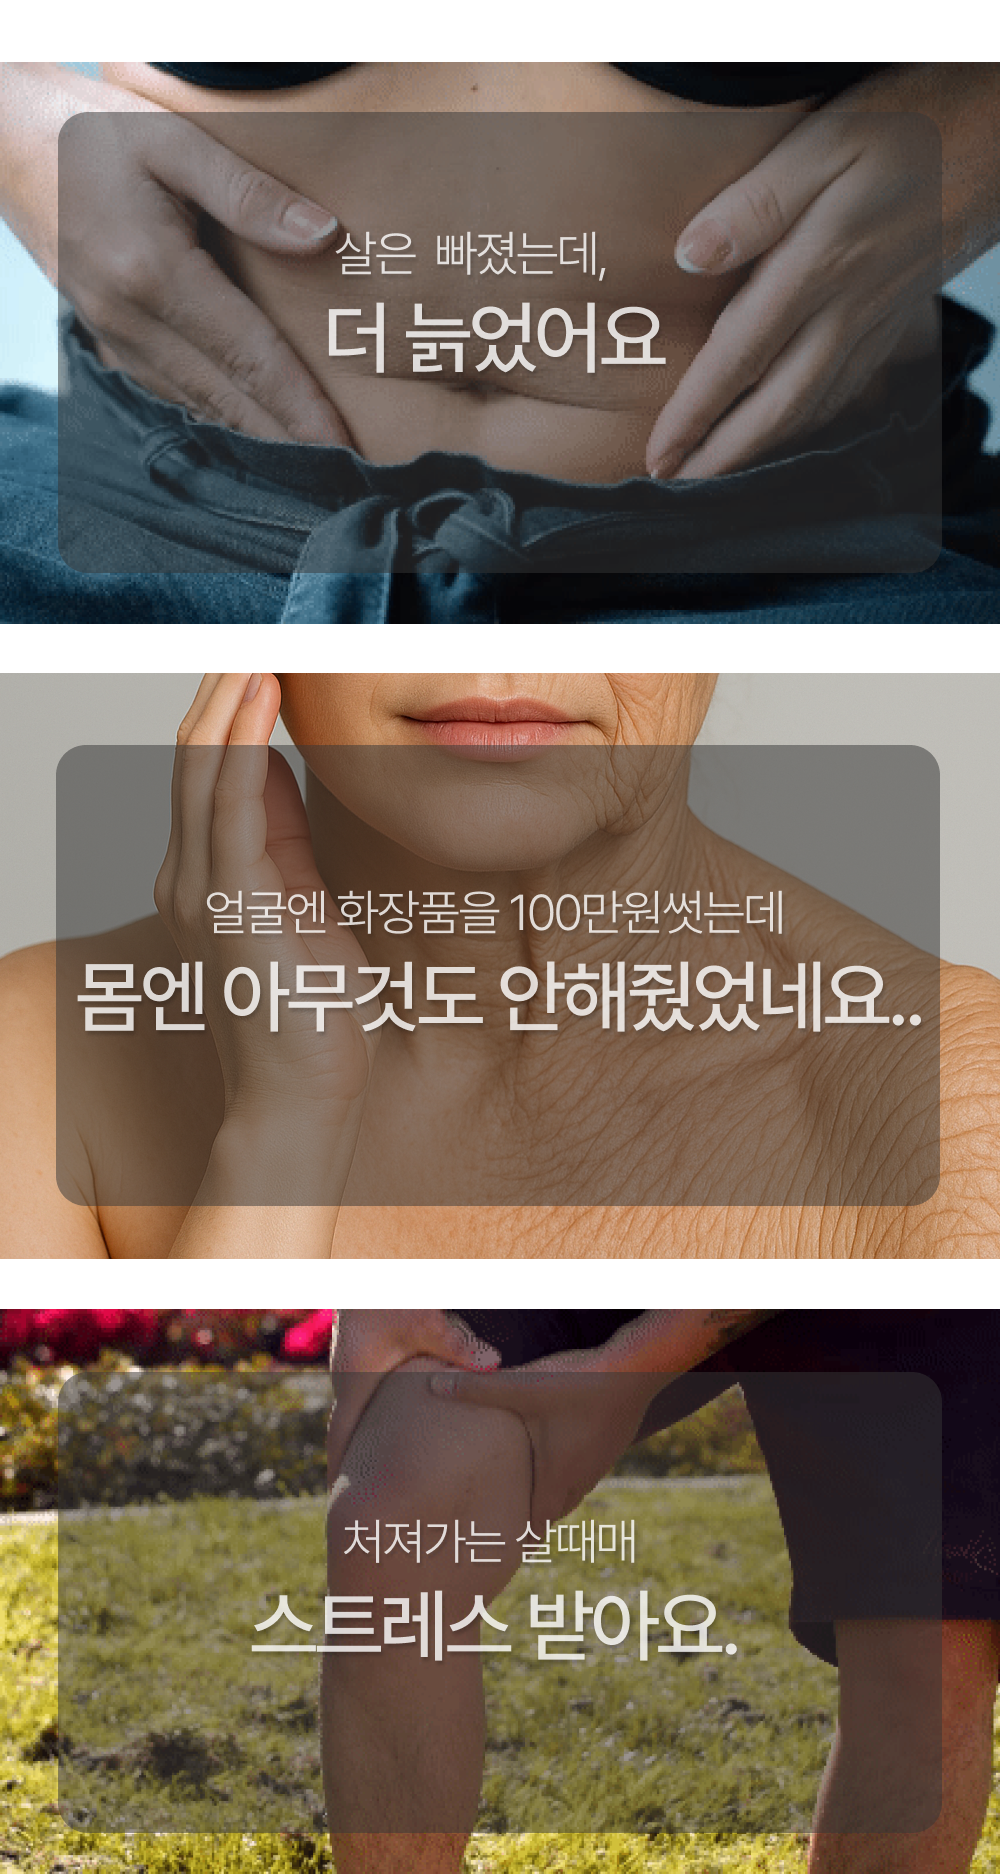 살은 빠졌는데,
더 늙었어요
얼굴엔 화장품을 100만원썻는데
몸엔 아무것도 안해줬었네요..
처져가는 살때매
스트레스 받아요.